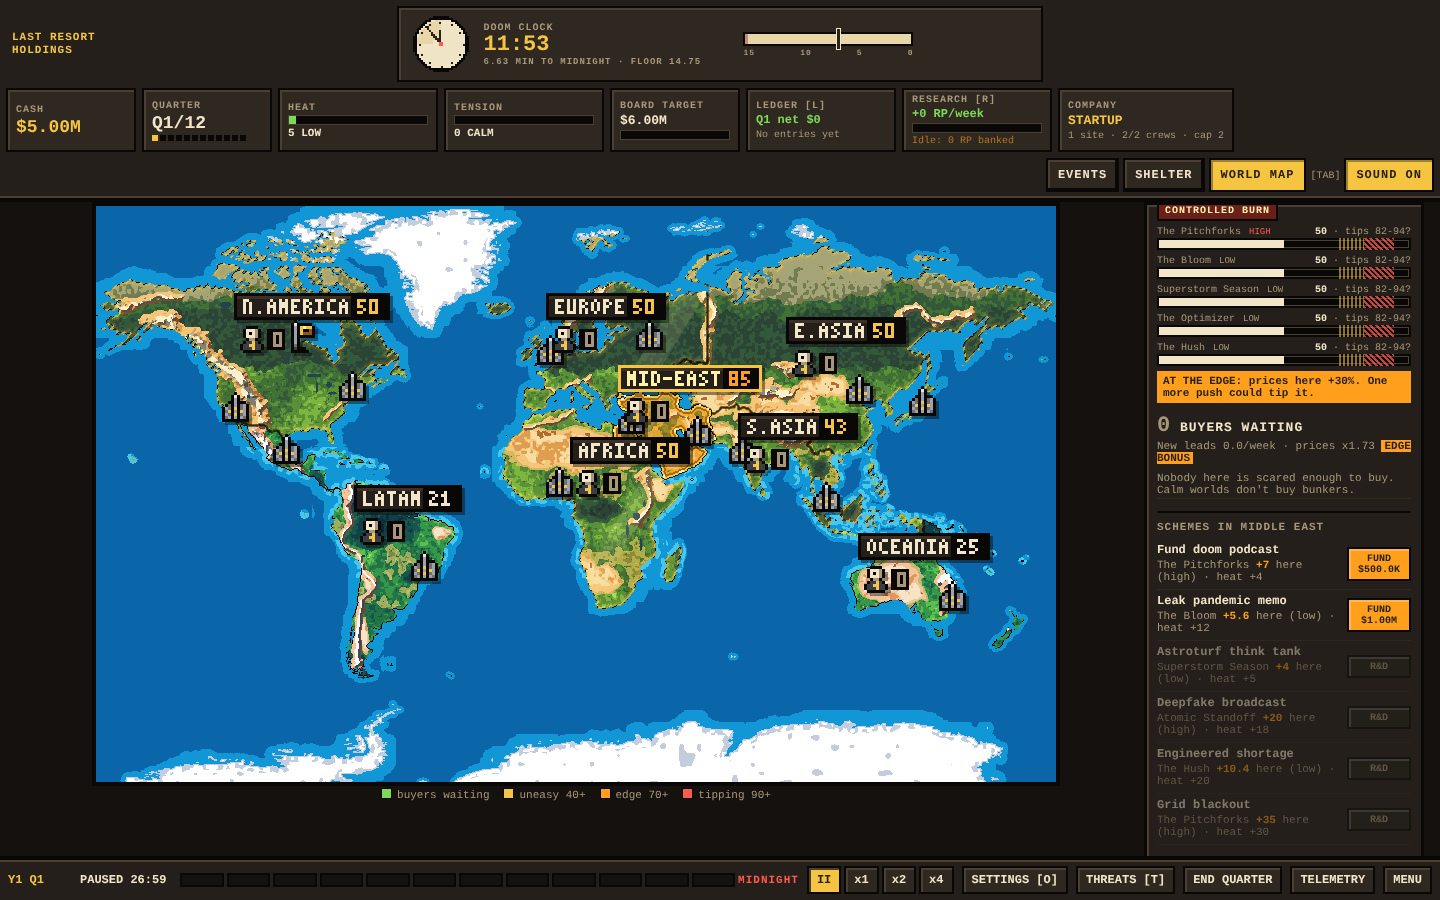 LAST RESORT
HOLDINGS
DOOM CLOCK
11:53
6.63 MIN TO MIDNIGHT · FLOOR 14.75
15 10 5 0
CASH
$5.00M
QUARTER
Q1/12
HEAT
5 LOW
TENSION
0 CALM
BOARD TARGET
$6.00M
LEDGER [L]
Q1 net $0
No entries yet
RESEARCH [R]
+0 RP/week
Idle: 0 RP banked
COMPANY
STARTUP
1 site · 2/2 crews · cap 2
EVENTS
SHELTER
WORLD MAP
[TAB]
SOUND ON
N.AMERICA 50
0
EUROPE 50
0
E.ASIA 50
0
MID-EAST 85
0
S.ASIA 43
0
AFRICA 50
0
LATAM 21
0
OCEANIA 25
0
buyers waiting
uneasy 40+
edge 70+
tipping 90+
CONTROLLED BURN
The Pitchforks HIGH 50 · tips 82-94?
The Bloom LOW 50 · tips 82-94?
Superstorm Season LOW 50 · tips 82-94?
The Optimizer LOW 50 · tips 82-94?
The Hush LOW 50 · tips 82-94?
AT THE EDGE: prices here +30%. One
more push could tip it.
0 BUYERS WAITING
New leads 0.0/week · prices x1.73 EDGE
BONUS
Nobody here is scared enough to buy.
Calm worlds don't buy bunkers.
SCHEMES IN MIDDLE EAST
Fund doom podcast
The Pitchforks +7 here
(high) · heat +4
FUND
$500.0K
Leak pandemic memo
The Bloom +5.6 here (low) ·
heat +12
FUND
$1.00M
Astroturf think tank
Superstorm Season +4 here
(low) · heat +5
R&D
Deepfake broadcast
Atomic Standoff +20 here
(high) · heat +18
R&D
Engineered shortage
The Hush +10.4 here (low) ·
heat +20
R&D
Grid blackout
The Pitchforks +35 here
(high) · heat +30
R&D
Y1 Q1
PAUSED 26:59
MIDNIGHT
II
x1
x2
x4
SETTINGS [O]
THREATS [T]
END QUARTER
TELEMETRY
MENU